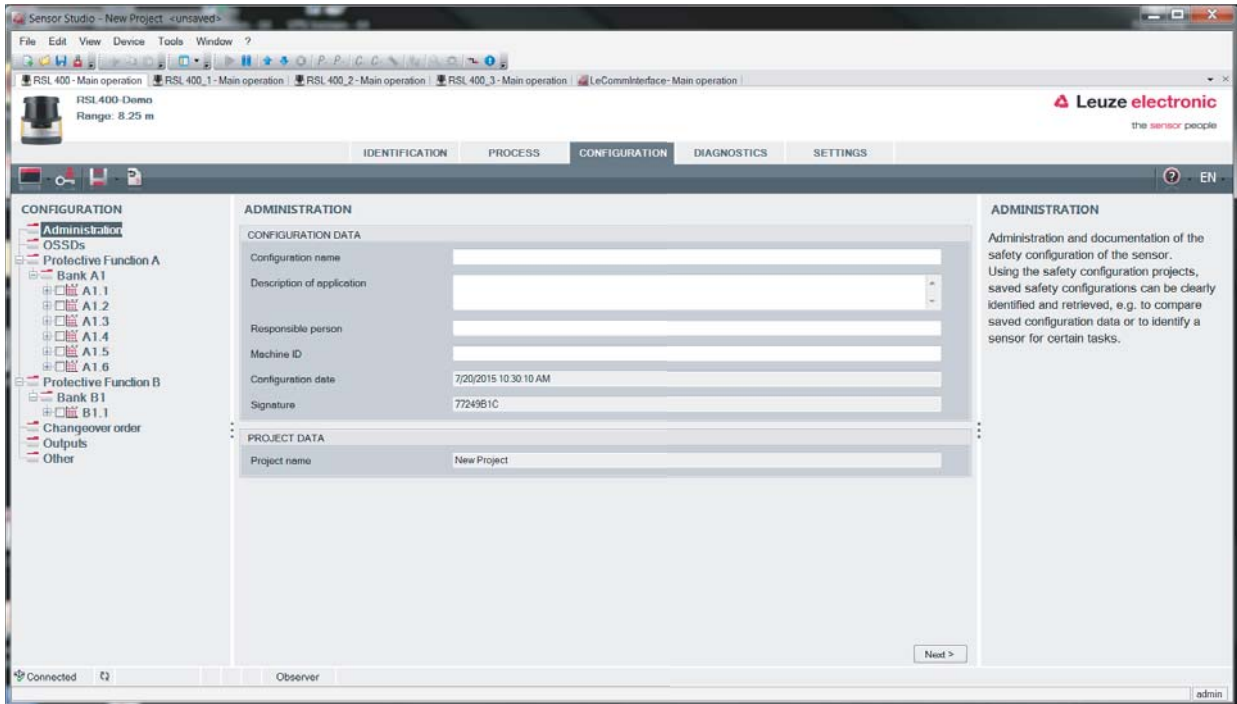 Sensor Studio - New Project <unsaved>
File Edit View Device Tools Window ?
RSL 400 - Main operation RSL 400_1 - Main operation RSL 400_2 - Main operation RSL 400_3 - Main operation LeCommInterface - Main operation
RSL400-Demo
Range: 8.25 m
Leuze electronic
the sensor people
IDENTIFICATION PROCESS CONFIGURATION DIAGNOSTICS SETTINGS
EN
CONFIGURATION
Administration
OSSDs
Protective Function A
Bank A1
A1.1
A1.2
A1.3
A1.4
A1.5
A1.6
Protective Function B
Bank B1
B1.1
Changeover order
Outputs
Other
ADMINISTRATION
CONFIGURATION DATA
Configuration name
Description of application
Responsible person
Machine ID
Configuration date 7/20/2015 10:30:10 AM
Signature 77249B1C
PROJECT DATA
Project name New Project
Next >
ADMINISTRATION
Administration and documentation of the
safety configuration of the sensor.
Using the safety configuration projects,
saved safety configurations can be clearly
identified and retrieved, e.g. to compare
saved configuration data or to identify a
sensor for certain tasks.
Connected Observer
admin